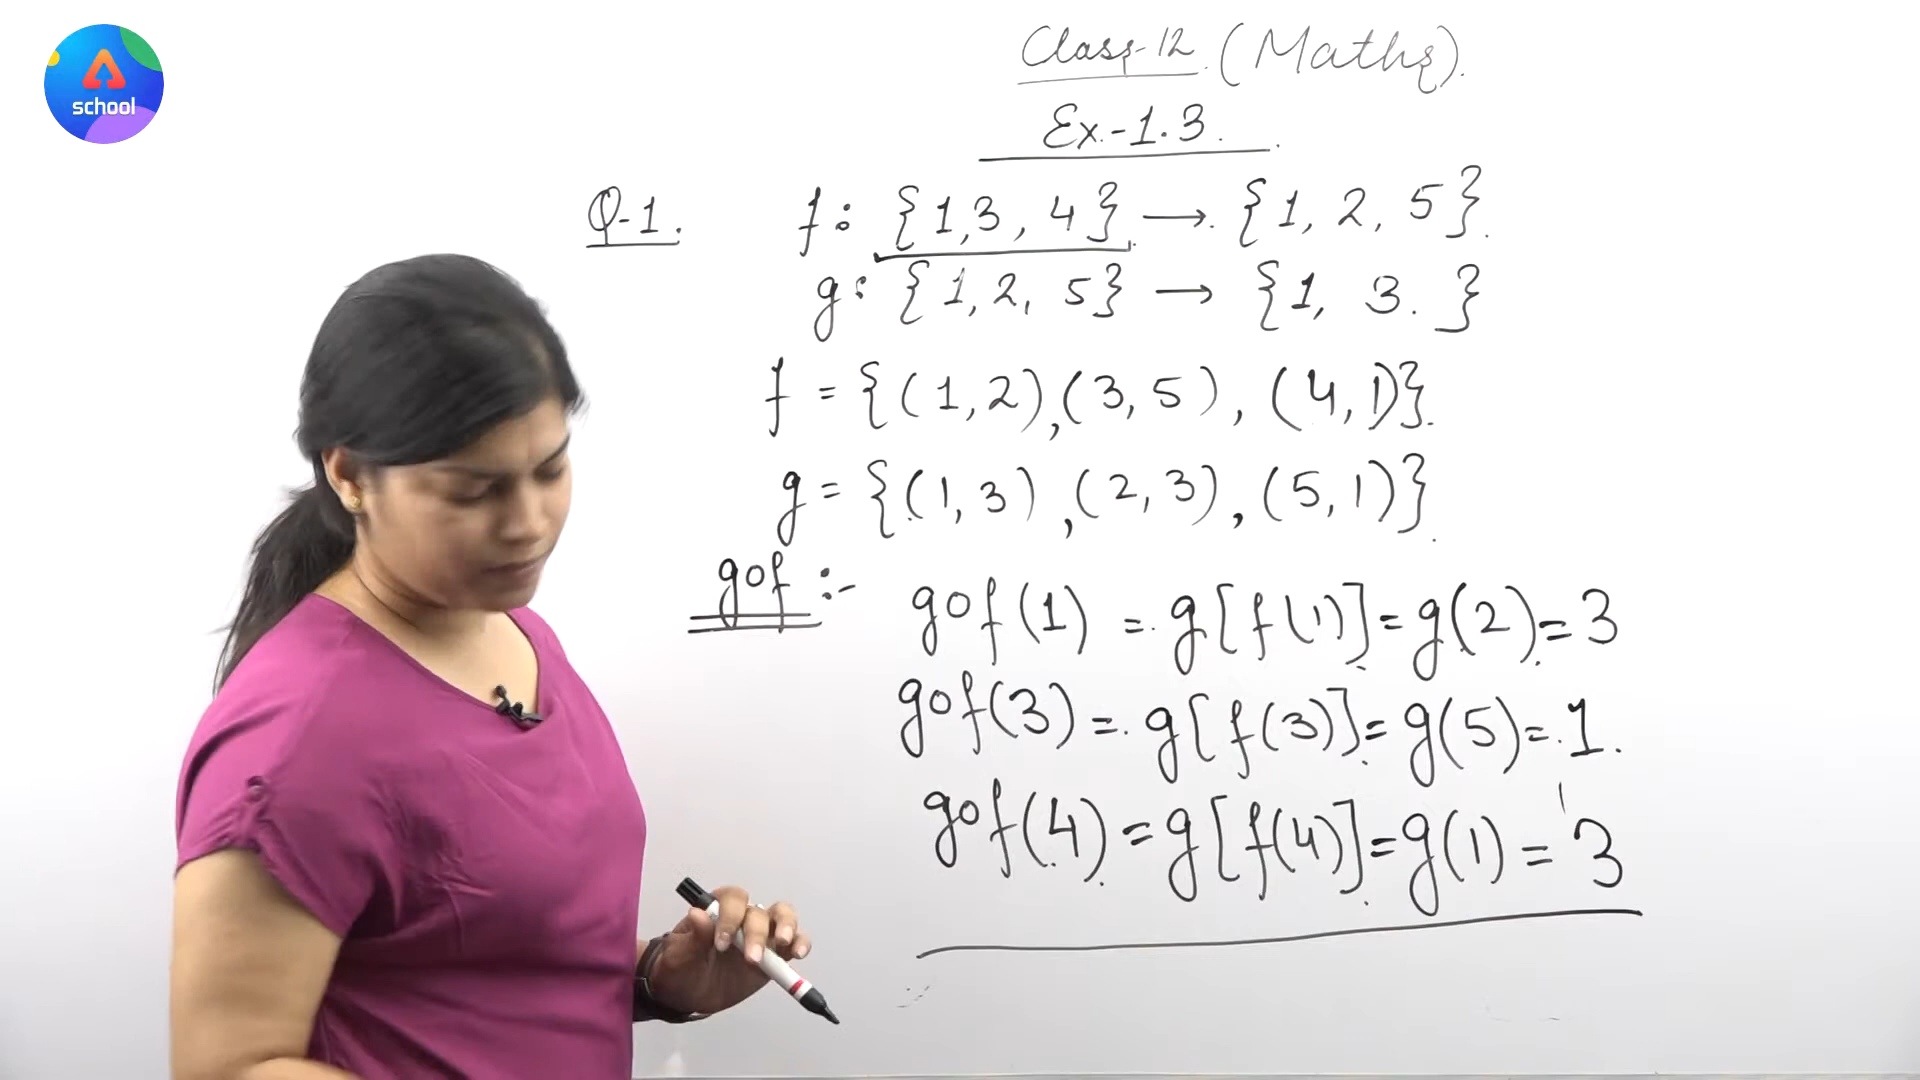 school
Class-12 (Maths).
Ex.-1.3.
Q-1. f: {1,3, 4} → {1, 2, 5}
g: {1,2, 5} → {1, 3. }
f = {(1,2),(3,5), (4,1)}.
g = {(1,3),(2,3),(5,1)}.
gof :- gof(1) = g[f(1)] = g(2) = 3
gof(3) = g[f(3)] = g(5) = 1.
gof(4) = g[f(4)] = g(1) = 3